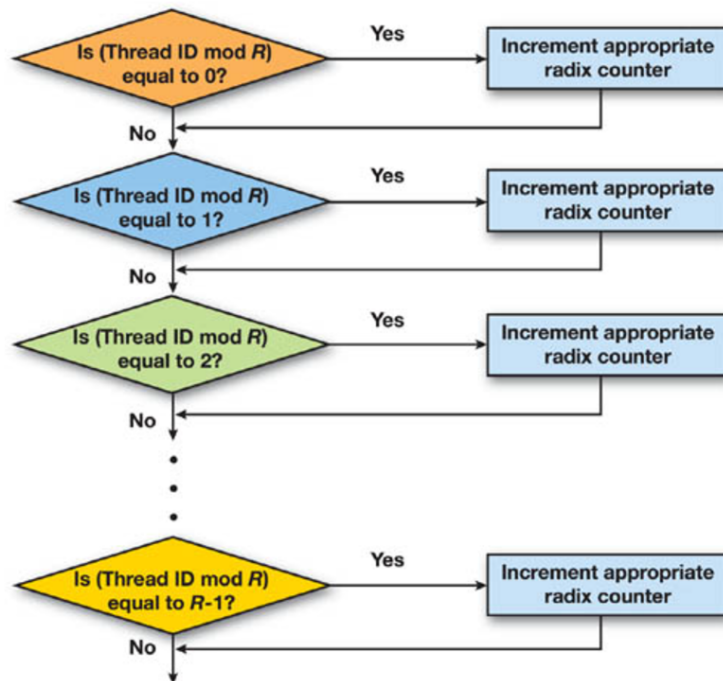 Is (Thread ID mod R)
equal to 0?
Yes
Increment appropriate
radix counter
No
Is (Thread ID mod R)
equal to 1?
Yes
Increment appropriate
radix counter
No
Is (Thread ID mod R)
equal to 2?
Yes
Increment appropriate
radix counter
No
Is (Thread ID mod R)
equal to R-1?
Yes
Increment appropriate
radix counter
No